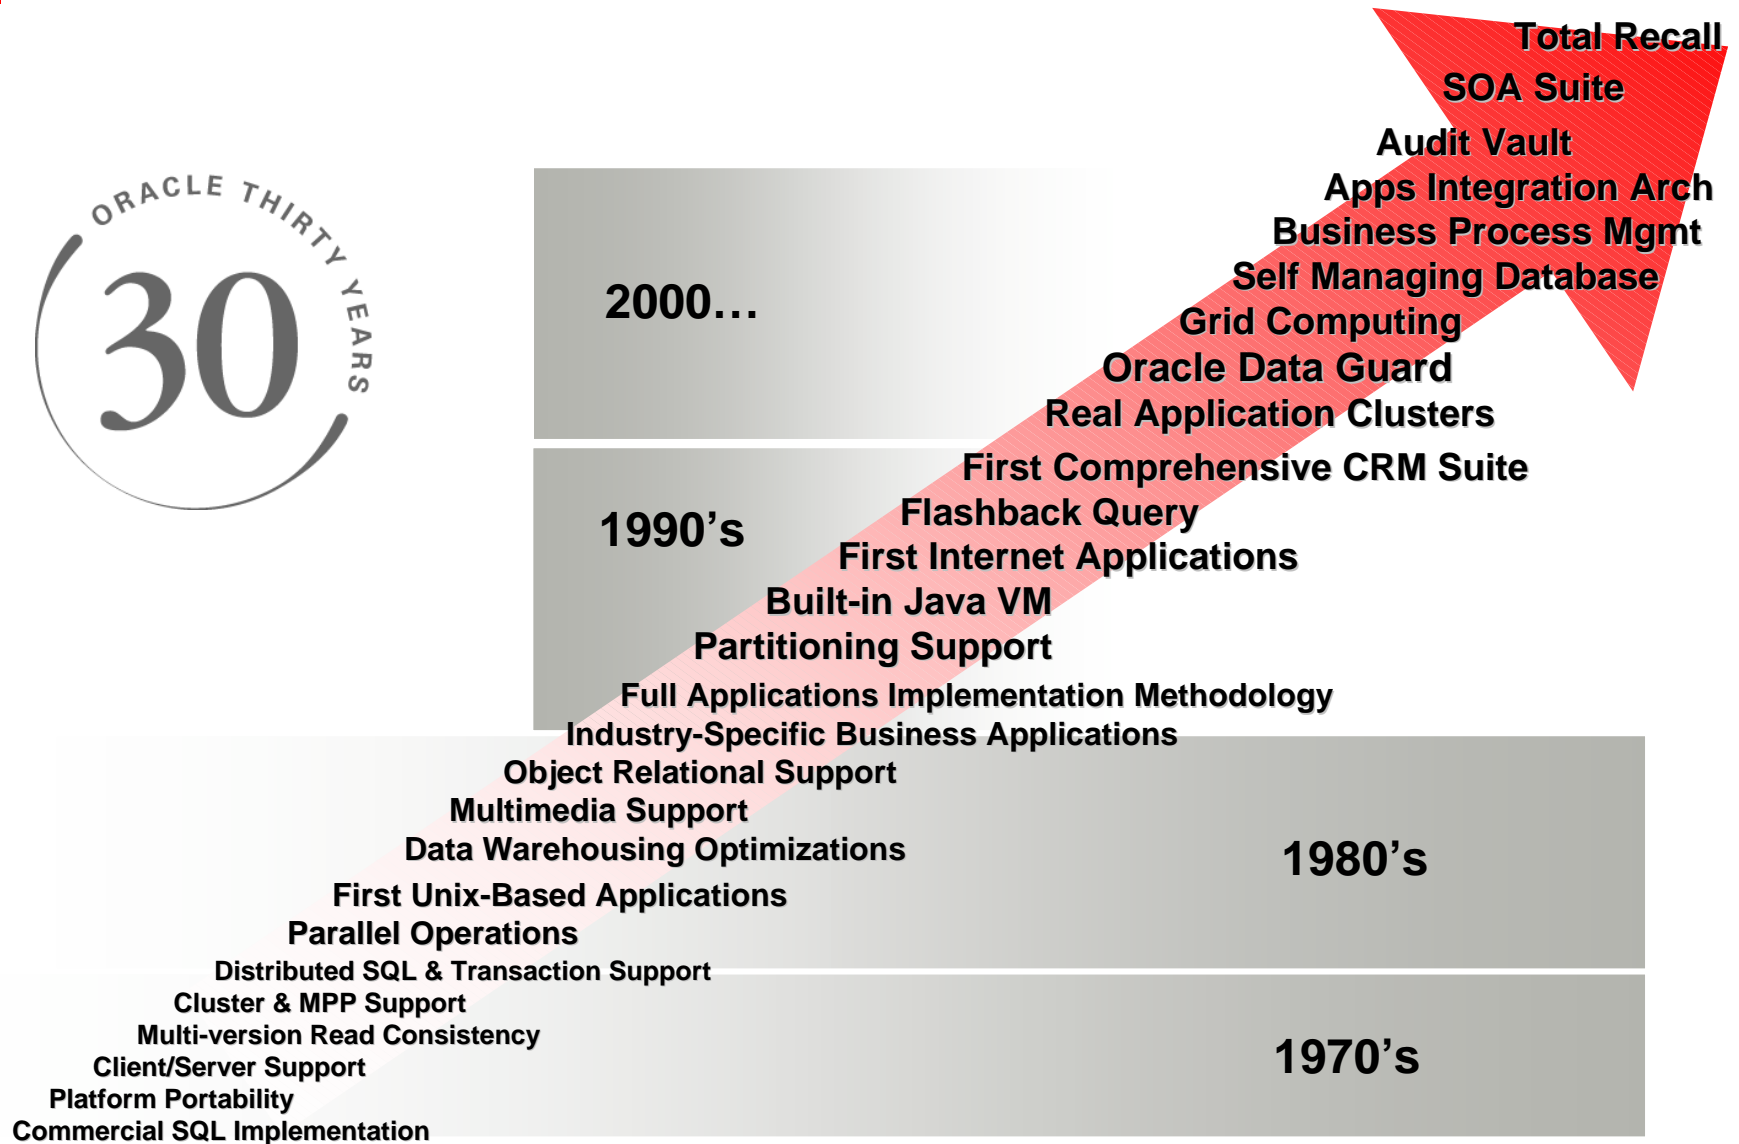 Total Recall
SOA Suite
Audit Vault
Apps Integration Arch
Business Process Mgmt
Self Managing Database
Grid Computing
Oracle Data Guard
Real Application Clusters
First Comprehensive CRM Suite
Flashback Query
First Internet Applications
Built-in Java VM
Partitioning Support
Full Applications Implementation Methodology
Industry-Specific Business Applications
Object Relational Support
Multimedia Support
Data Warehousing Optimizations
First Unix-Based Applications
Parallel Operations
Distributed SQL & Transaction Support
Cluster & MPP Support
Multi-version Read Consistency
Client/Server Support
Platform Portability
Commercial SQL Implementation
ORACLE THIRTY YEARS
30
2000…
1990’s
1980’s
1970’s